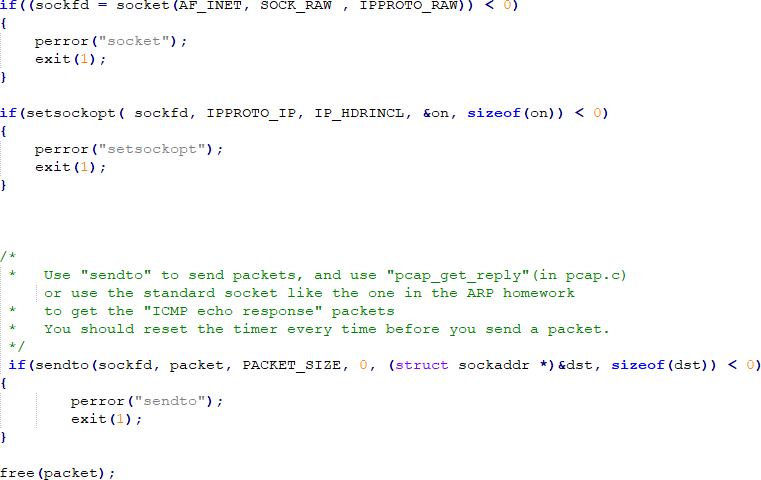 if((sockfd = socket(AF_INET, SOCK_RAW , IPPROTO_RAW)) < 0)
{
    perror("socket");
    exit(1);
}

if(setsockopt( sockfd, IPPROTO_IP, IP_HDRINCL, &on, sizeof(on)) < 0)
{
    perror("setsockopt");
    exit(1);
}

/*
 *   Use "sendto" to send packets, and use "pcap_get_reply"(in pcap.c)
     or use the standard socket like the one in the ARP homework
 *   to get the "ICMP echo response" packets
 *   You should reset the timer every time before you send a packet.
 */
 if(sendto(sockfd, packet, PACKET_SIZE, 0, (struct sockaddr *)&dst, sizeof(dst)) < 0)
{
        perror("sendto");
        exit(1);
}

free(packet);